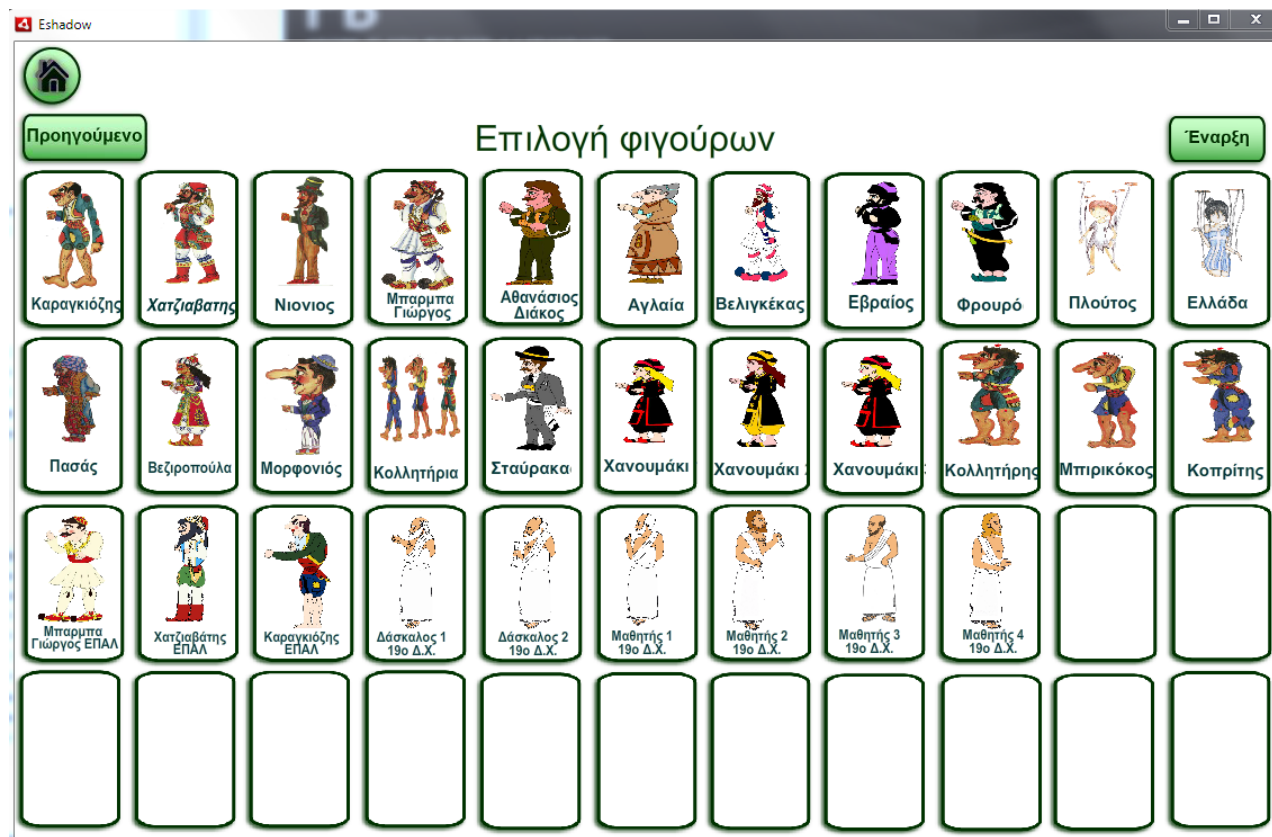 Eshadow
Προηγούμενο
Επιλογή φιγούρων
Έναρξη
Καραγκιόζης
Χατζιαβατης
Νιονιος
Μπαρμπα
Γιώργος
Αθανάσιος
Διάκος
Αγλαία
Βελιγκέκας
Εβραίος
Φρουρό
Πλούτος
Ελλάδα
Πασάς
Βεζιροπούλα
Μορφονιός
Κολλητήρια
Σταύρακα
Χανουμάκι
Χανουμάκι
Χανουμάκι
Κολλητήρης
Μπιρικόκος
Κοπρίτης
Μπαρμπα
Γιώργος ΕΠΑΛ
Χατζιαβάτης
ΕΠΑΛ
Καραγκιόζης
ΕΠΑΛ
Δάσκαλος 1
19ο Δ.Χ.
Δάσκαλος 2
19ο Δ.Χ.
Μαθητής 1
19ο Δ.Χ.
Μαθητής 2
19ο Δ.Χ.
Μαθητής 3
19ο Δ.Χ.
Μαθητής 4
19ο Δ.Χ.